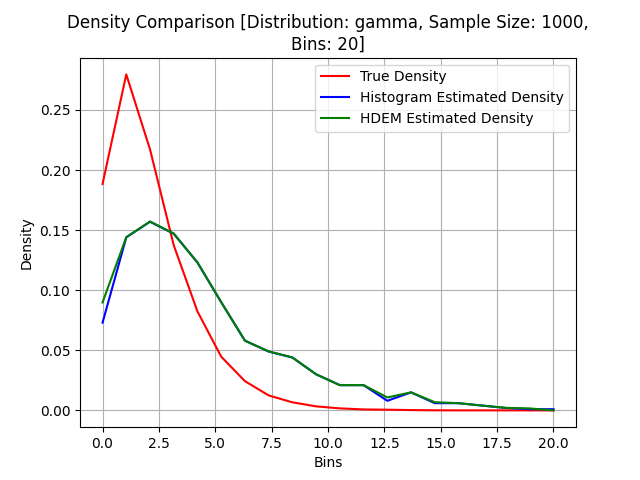 Density Comparison [Distribution: gamma, Sample Size: 1000,
Bins: 20]
True Density
Histogram Estimated Density
HDEM Estimated Density
Density
0.25
0.20
0.15
0.10
0.05
0.00
0.0 2.5 5.0 7.5 10.0 12.5 15.0 17.5 20.0
Bins